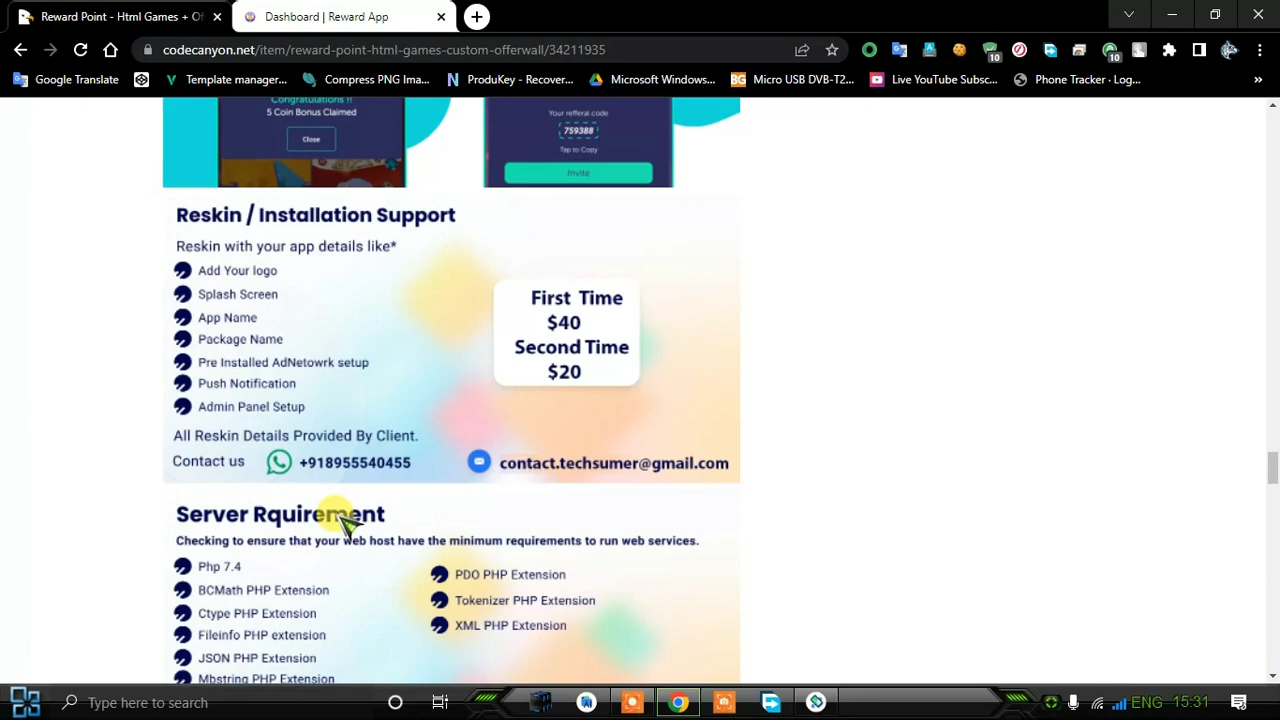 Reward Point - Html Games + Of
Dashboard | Reward App
codecanyon.net/item/reward-point-html-games-custom-offerwall/34211935
10
10
Google Translate
Template manager...
Compress PNG Ima...
ProduKey - Recover...
Microsoft Windows...
BG Micro USB DVB-T2...
Live YouTube Subsc...
Phone Tracker - Log...
»
Congratulations !!
5 Coin Bonus Claimed
Close
Your refferal code
759388
Tap to Copy
Invite
Reskin / Installation Support
Reskin with your app details like*
Add Your logo
Splash Screen
App Name
Package Name
Pre Installed AdNetowrk setup
Push Notification
Admin Panel Setup
First Time
$40
Second Time
$20
All Reskin Details Provided By Client.
Contact us
+918955540455
contact.techsumer@gmail.com
Server Rquirement
Checking to ensure that your web host have the minimum requirements to run web services.
Php 7.4
BCMath PHP Extension
Ctype PHP Extension
Fileinfo PHP extension
JSON PHP Extension
Mbstring PHP Extension
PDO PHP Extension
Tokenizer PHP Extension
XML PHP Extension
Type here to search
ENG
15:31